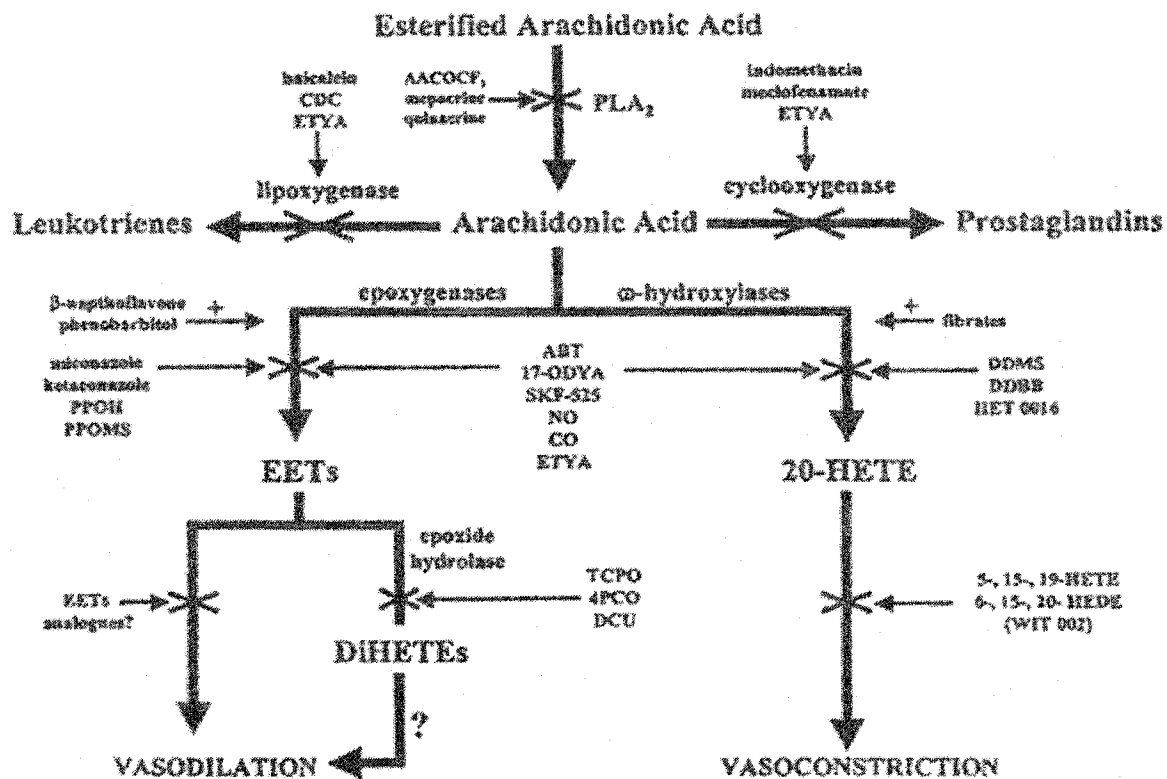 Esterified Arachidonic Acid
baicalein
CDC
ETYA
AACOCF,
mepacrine
quinacrine
PLA₂
indomethacin
meclofenamate
ETYA
lipoxygenase
cyclooxygenase
Leukotrienes
Arachidonic Acid
Prostaglandins
epoxygenases
ω-hydroxylases
β-napthoflavone
phenobarbitol
+
+
fibrates
miconazole
ketaconazole
PPOH
PPOMS
ABT
17-ODYA
SKF-525
NO
CO
ETYA
DDMS
DDBB
HET 0016
EETs
20-HETE
epoxide
hydrolase
EETs
analogues?
TCPO
4PCO
DCU
5-, 15-, 19-HETE
6-, 15-, 20- HEDE
(WIT 002)
DiHETEs
?
VASODILATION
VASOCONSTRICTION